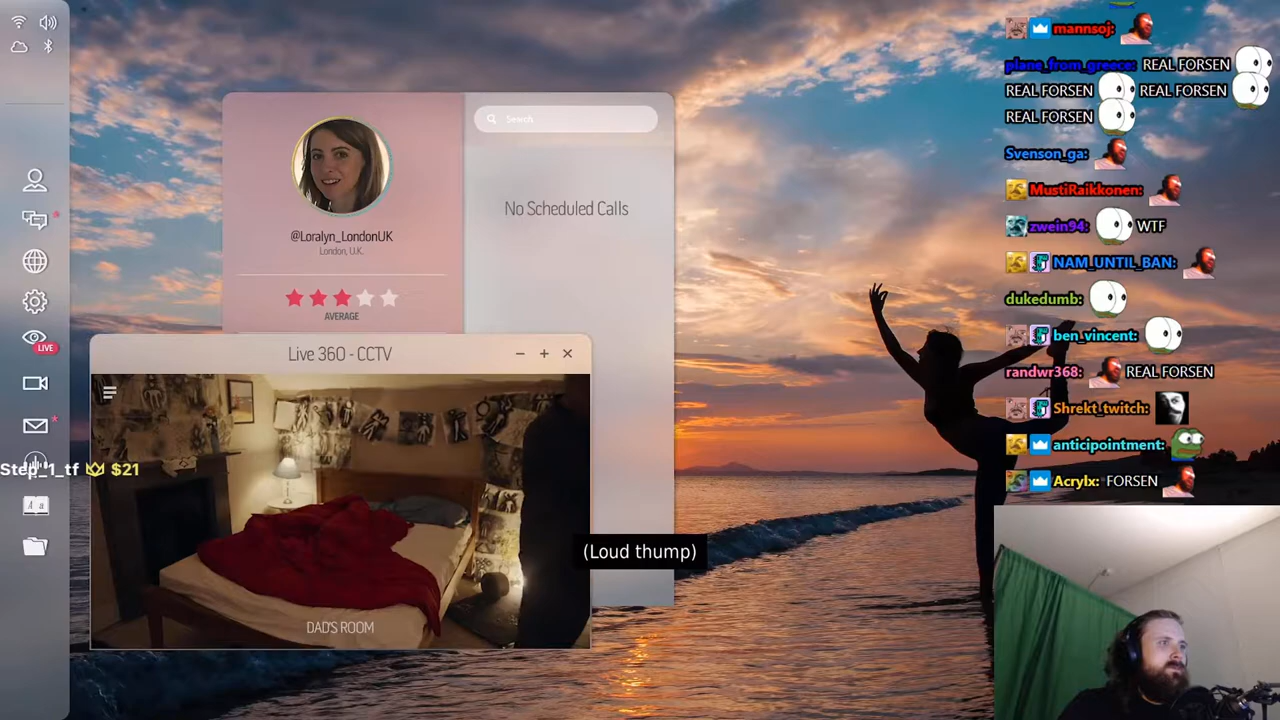 mannsoj:
plane_from_greece: REAL FORSEN
REAL FORSEN REAL FORSEN
REAL FORSEN
Svenson_ga:
MustiRaikkonen:
zwein94: WTF
NAM_UNTIL_BAN:
dukedumb:
ben_vincent:
randwr368: REAL FORSEN
Shrekt_twitch:
anticipointment:
Acrylx: FORSEN
Search
@Loralyn_LondonUK
London, U.K.
AVERAGE
No Scheduled Calls
LIVE
Live 360 - CCTV
Step_1_tf $21
A a
(Loud thump)
DAD'S ROOM